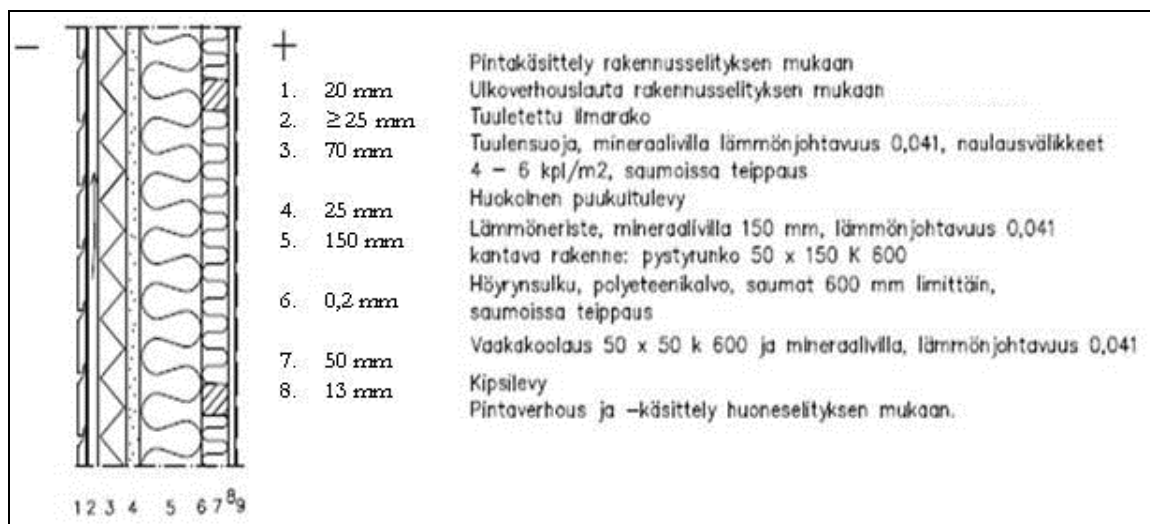 − +
Pintakäsittely rakennusselityksen mukaan
1. 20 mm Ulkoverhouslauta rakennusselityksen mukaan
2. ≥25 mm Tuuletettu ilmarako
3. 70 mm Tuulensuoja, mineraalivilla lämmönjohtavuus 0,041, naulausvälikkeet
4 – 6 kpl/m2, saumoissa teippaus
4. 25 mm Huokoinen puukuitulevy
5. 150 mm Lämmöneriste, mineraalivilla 150 mm, lämmönjohtavuus 0,041
kantava rakenne: pystyrunko 50 x 150 K 600
6. 0,2 mm Höyrynsulku, polyeteenikalvo, saumat 600 mm limittäin,
saumoissa teippaus
7. 50 mm Vaakakoolaus 50 x 50 k 600 ja mineraalivilla, lämmönjohtavuus 0,041
8. 13 mm Kipsilevy
Pintaverhous ja –käsittely huoneselityksen mukaan.
1 2 3 4 5 6 7 8 9